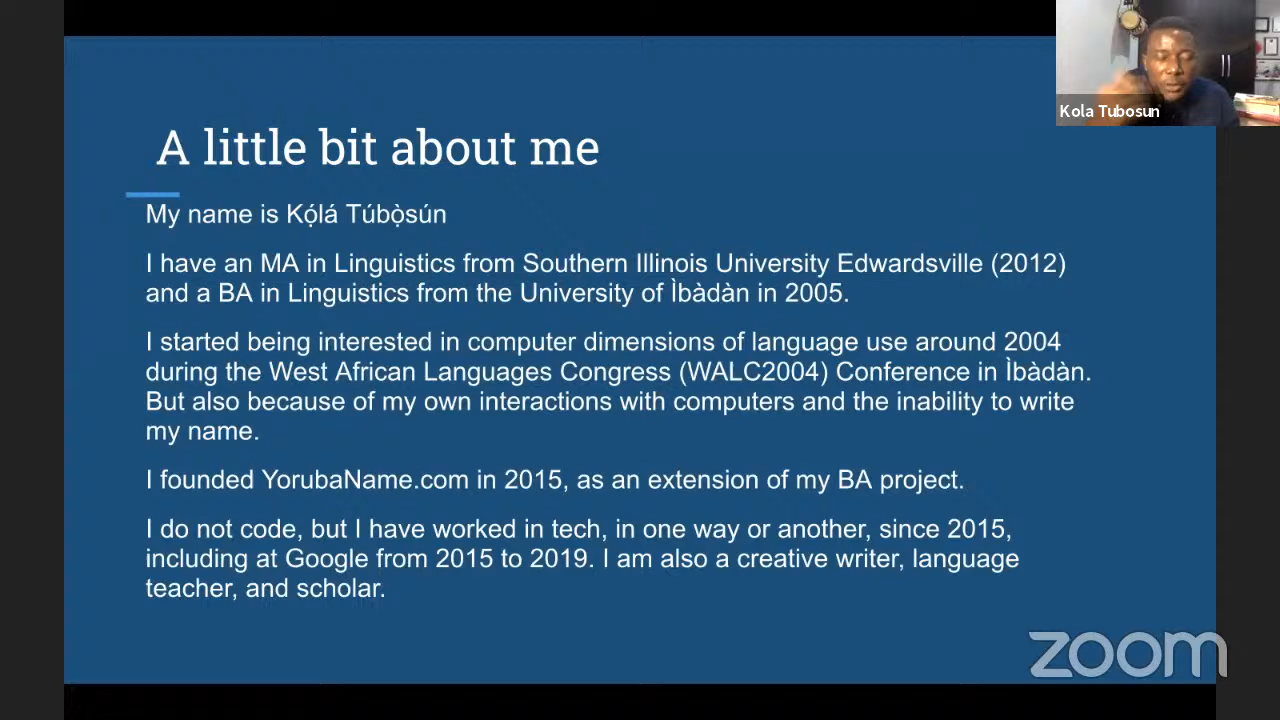 Kola Tubosun
A little bit about me
My name is Kọ́lá Túbọ̀sún
I have an MA in Linguistics from Southern Illinois University Edwardsville (2012)
and a BA in Linguistics from the University of Ìbàdàn in 2005.
I started being interested in computer dimensions of language use around 2004
during the West African Languages Congress (WALC2004) Conference in Ìbàdàn.
But also because of my own interactions with computers and the inability to write
my name.
I founded YorubaName.com in 2015, as an extension of my BA project.
I do not code, but I have worked in tech, in one way or another, since 2015,
including at Google from 2015 to 2019. I am also a creative writer, language
teacher, and scholar.
zoom